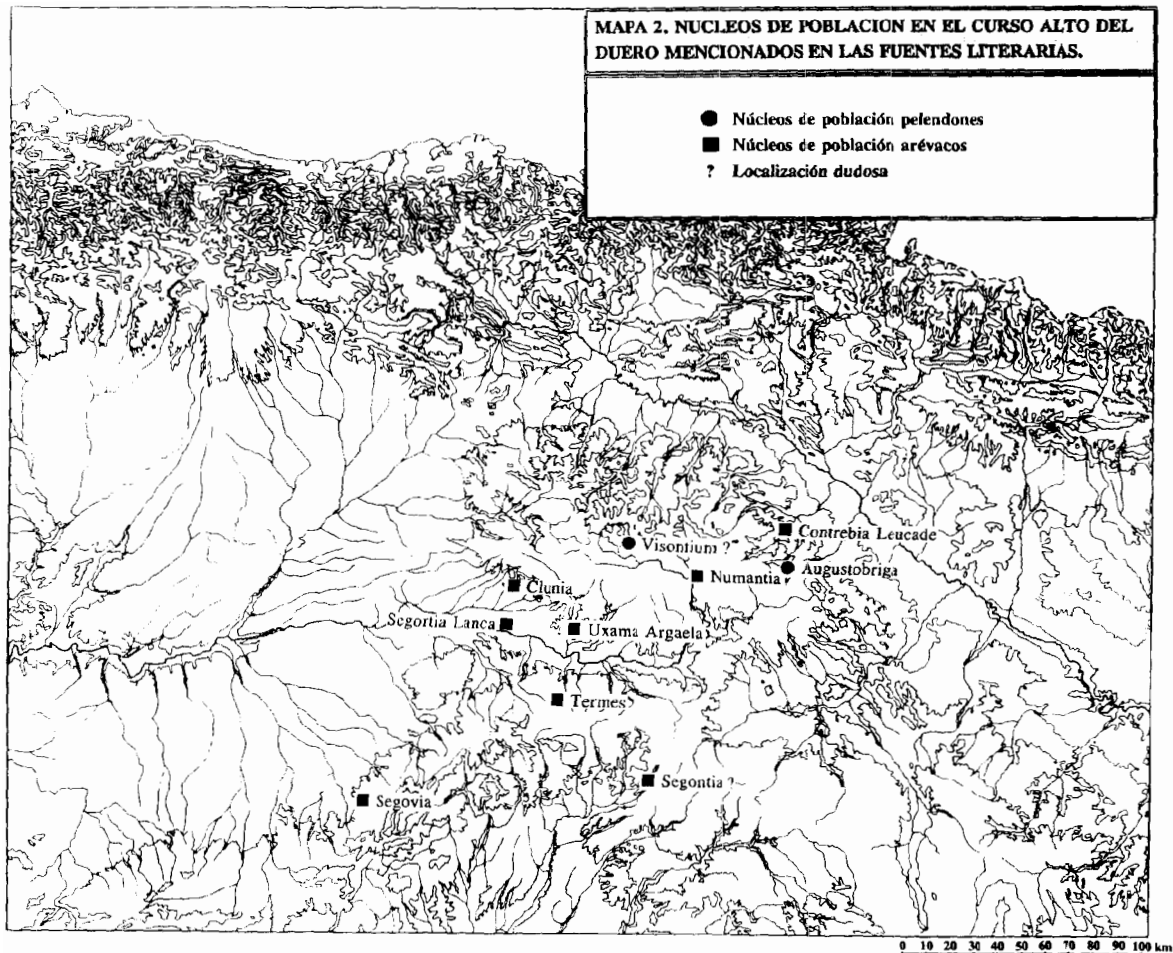 MAPA 2. NUCLEOS DE POBLACION EN EL CURSO ALTO DEL
DUERO MENCIONADOS EN LAS FUENTES LITERARIAS.
Núcleos de población pelendones
Núcleos de población arévacos
? Localización dudosa
Contrebia Leucade
Visontium ?
Augustobriga
Numantia
Clunia
Segortia Lanca
Uxama Argaela
Termes
Segontia ?
Segovia
0 10 20 30 40 50 60 70 80 90 100 km